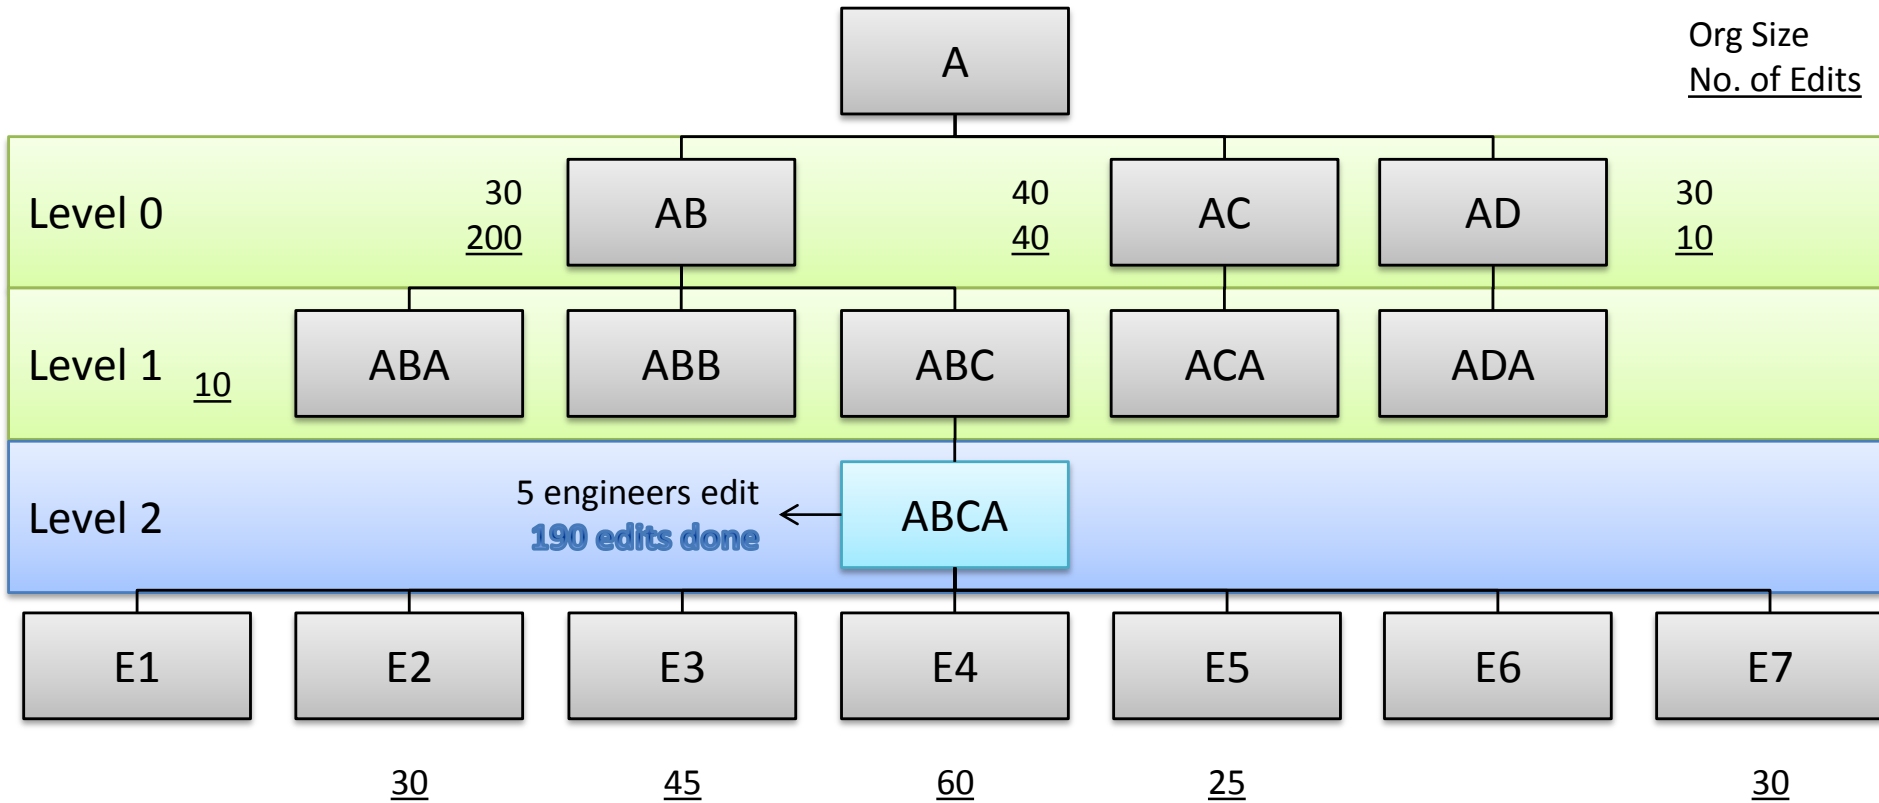 A
Org Size
No. of Edits
Level 0
30
200
AB
40
40
AC
AD
30
10
Level 1
10
ABA
ABB
ABC
ACA
ADA
Level 2
5 engineers edit
190 edits done
ABCA
E1
E2
E3
E4
E5
E6
E7
30
45
60
25
30